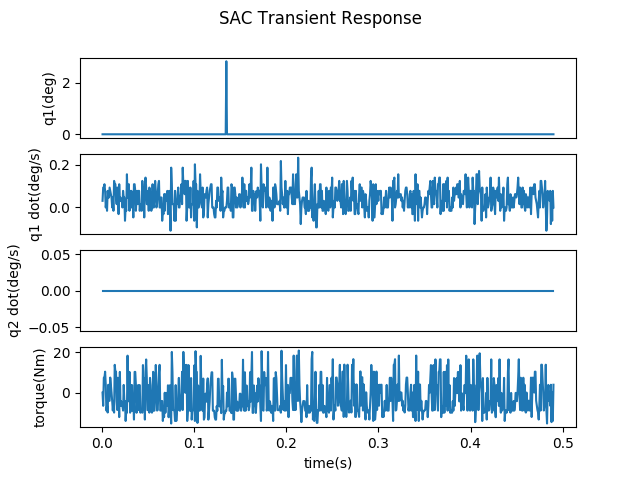 SAC Transient Response
q1(deg)
2
0
q1 dot(deg/s)
0.2
0.0
q2 dot(deg/s)
0.05
0.00
−0.05
torque(Nm)
20
0
0.0 0.1 0.2 0.3 0.4 0.5
time(s)